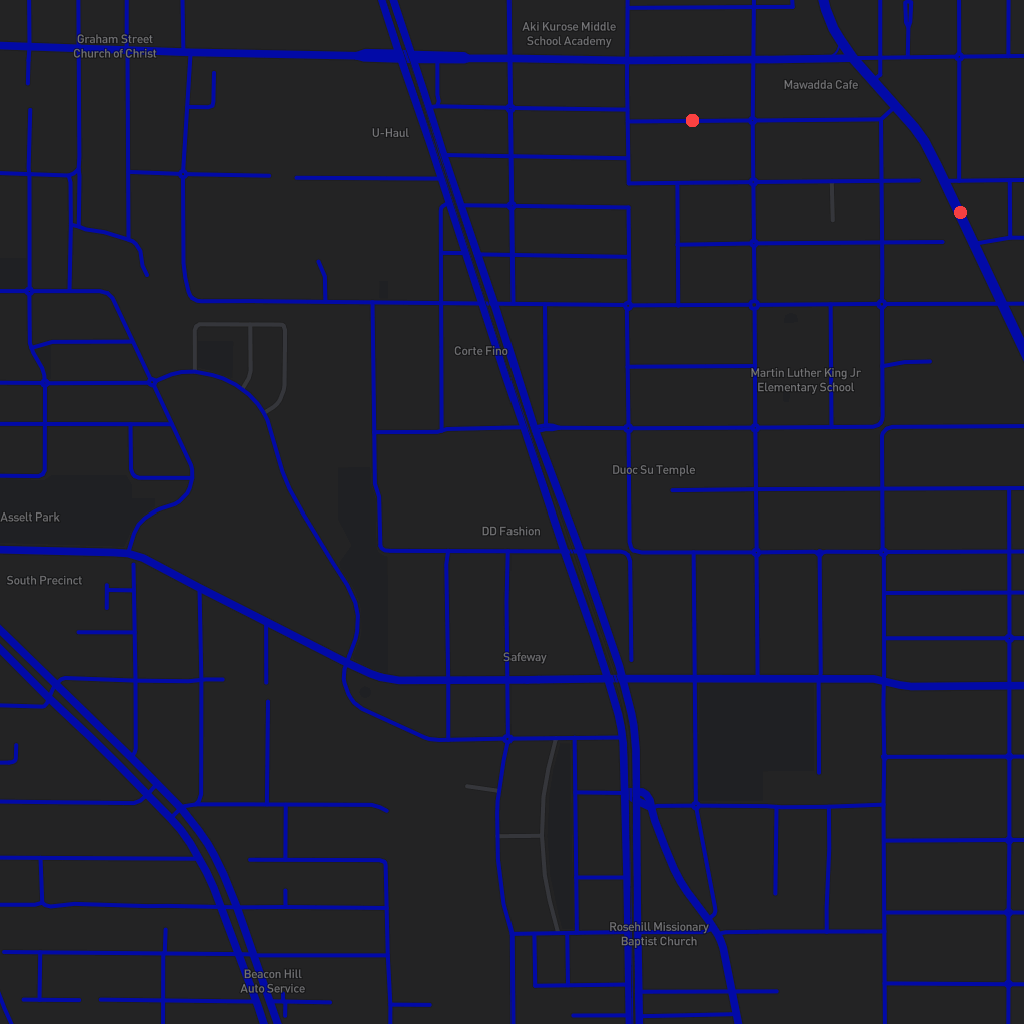 Graham Street
Church of Christ
Aki Kurose Middle
School Academy
Mawadda Cafe
U-Haul
Corte Fino
Martin Luther King Jr
Elementary School
Duoc Su Temple
Asselt Park
DD Fashion
South Precinct
Safeway
Rosehill Missionary
Baptist Church
Beacon Hill
Auto Service